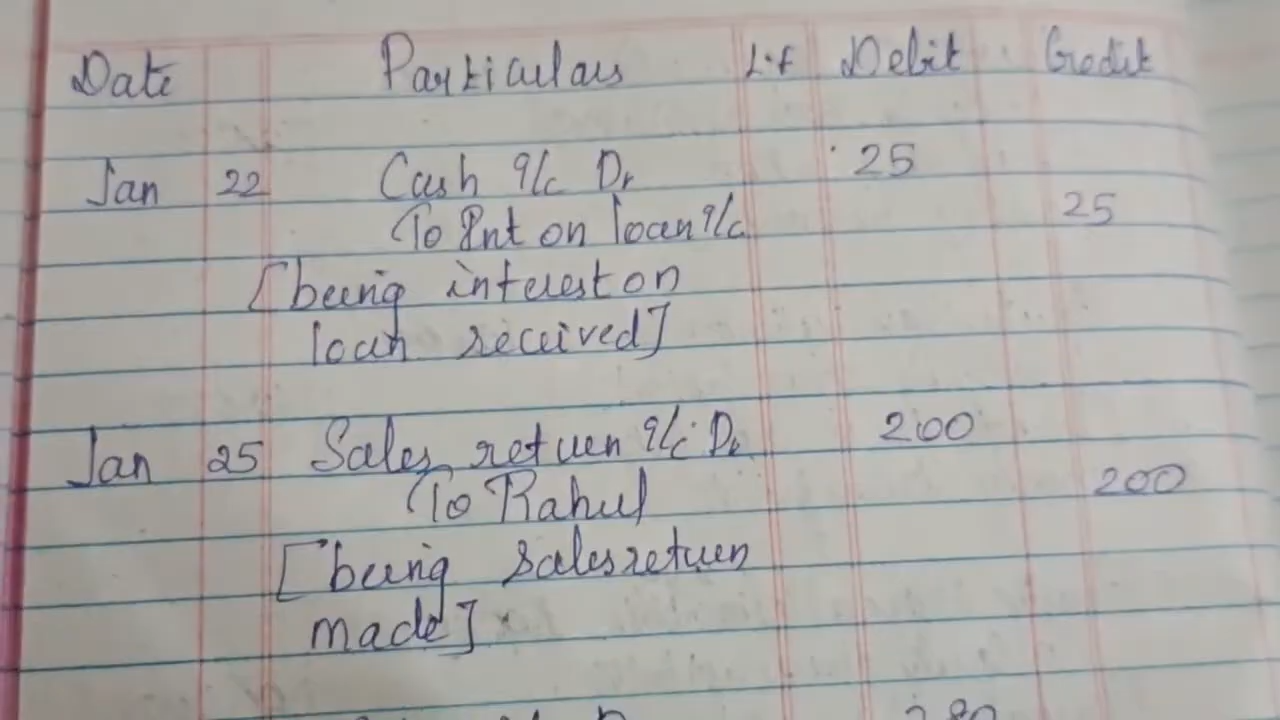 Date Particulars L.F Debit Credit
Jan 22 Cash a/c Dr 25
To Int on loan a/c 25
[being interest on
loan received]
Jan 25 Sales return a/c Dr 200
To Rahul 200
[being sales return
made]
280